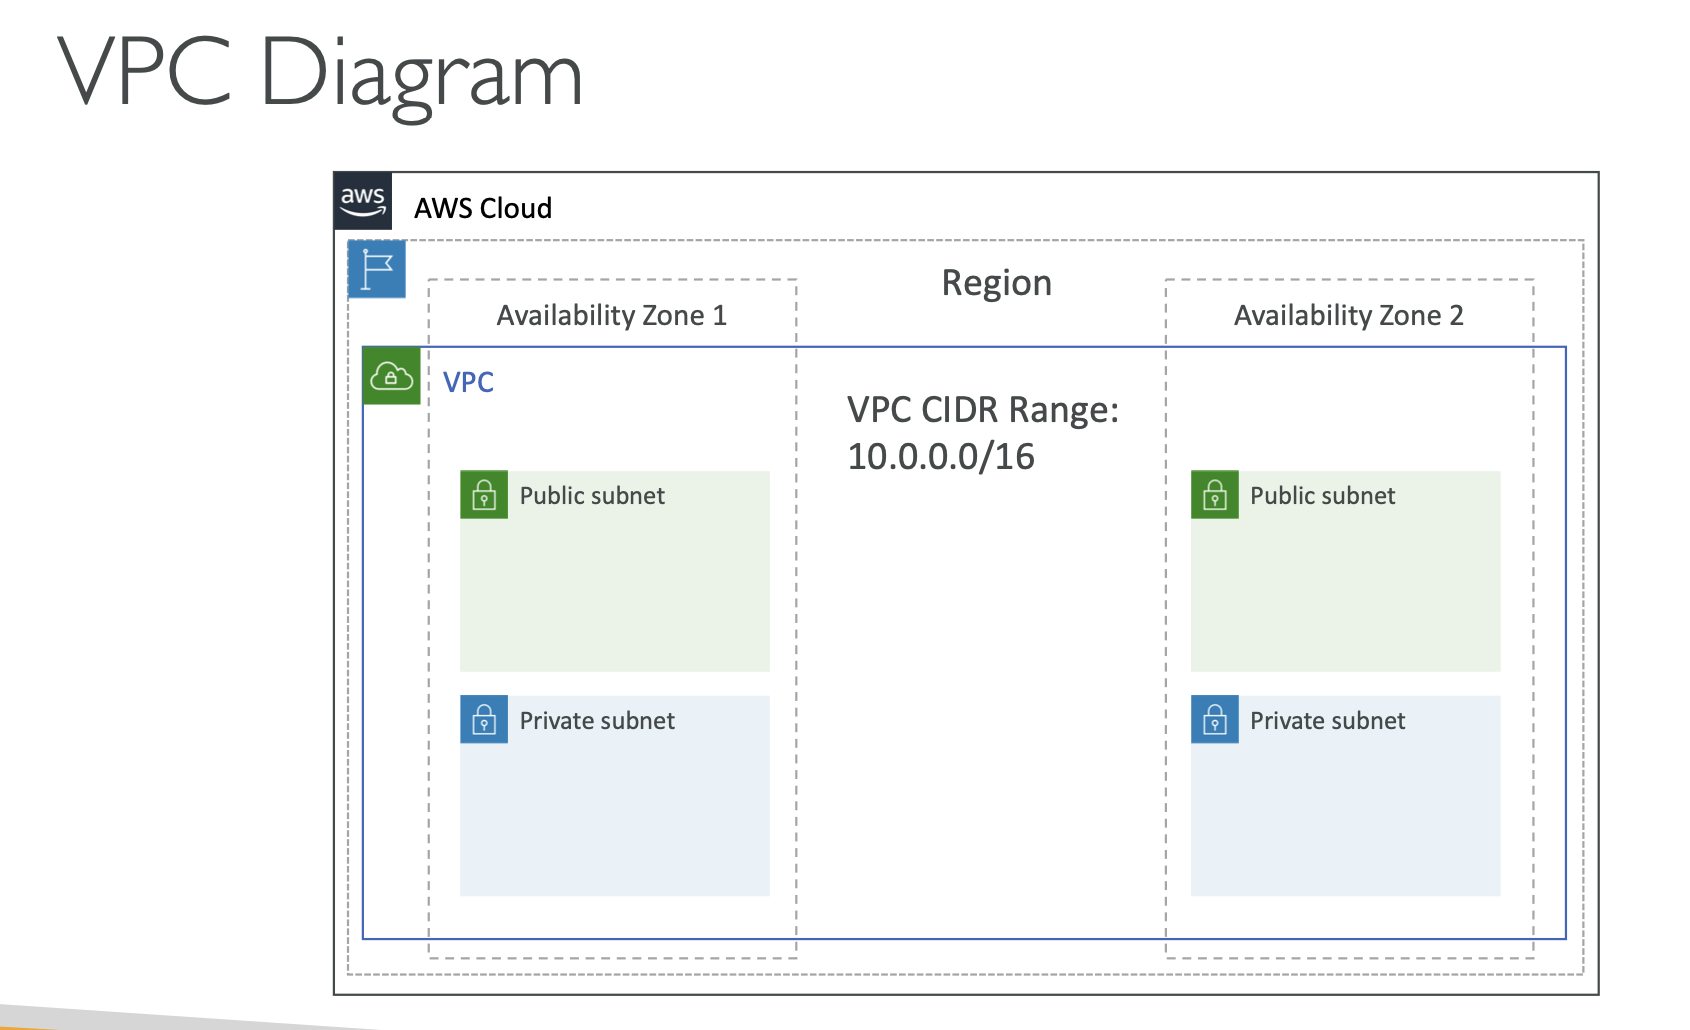 VPC Diagram
aws
AWS Cloud
Region
Availability Zone 1
Availability Zone 2
VPC
VPC CIDR Range:
10.0.0.0/16
Public subnet
Public subnet
Private subnet
Private subnet